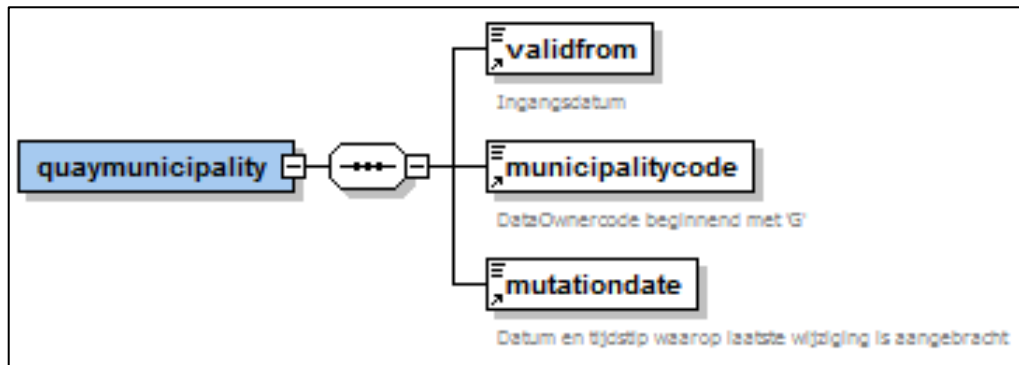 validfrom
Ingangsdatum
quaymunicipality
municipalitycode
DataOwnercode beginnend met 'G'
mutationdate
Datum en tijdstip waarop laatste wijziging is aangebracht